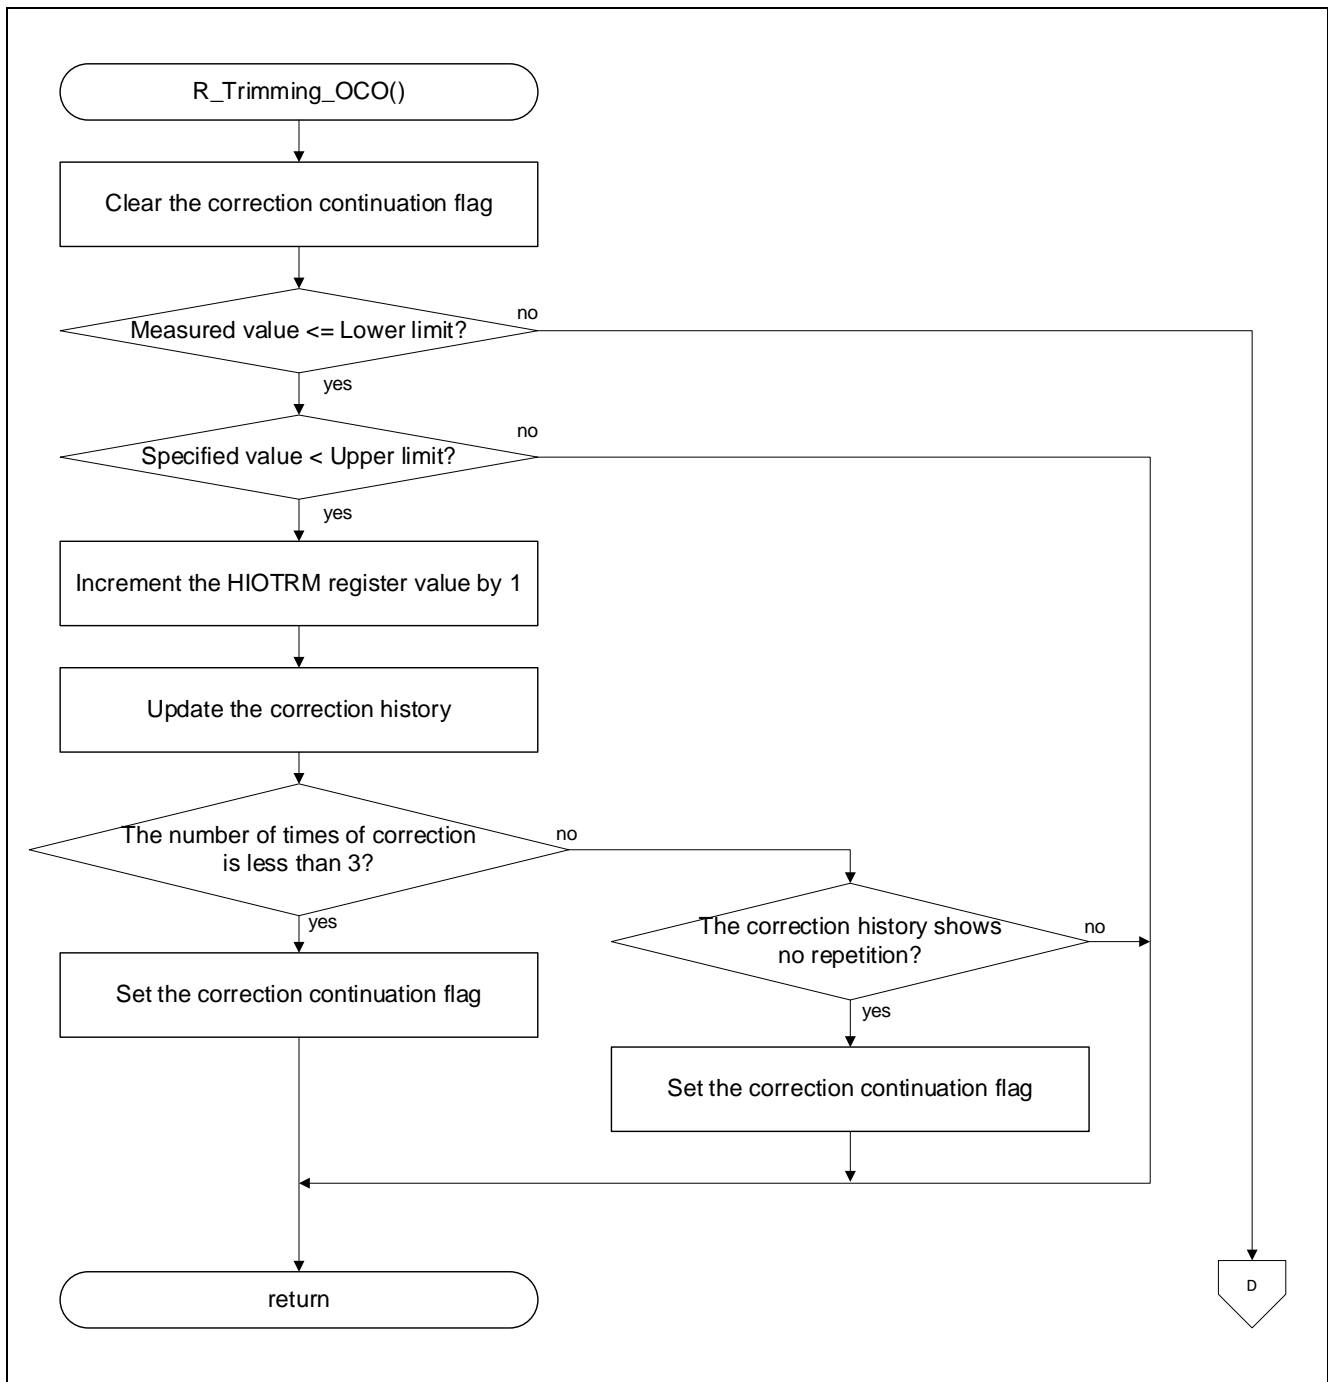 R_Trimming_OCO()
Clear the correction continuation flag
Measured value <= Lower limit?
no
yes
Specified value < Upper limit?
no
yes
Increment the HIOTRM register value by 1
Update the correction history
The number of times of correction
is less than 3?
no
yes
The correction history shows
no repetition?
no
yes
Set the correction continuation flag
Set the correction continuation flag
return
D